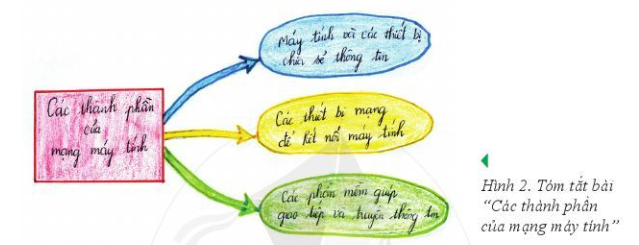 Các thành phần
của
mạng máy tính
Máy tính và các thiết bị
chia sẻ thông tin
Các thiết bị mạng
để kết nối máy tính
Các phần mềm giúp
giao tiếp và truyền thông tin
Hình 2. Tóm tắt bài
“Các thành phần
của mạng máy tính”